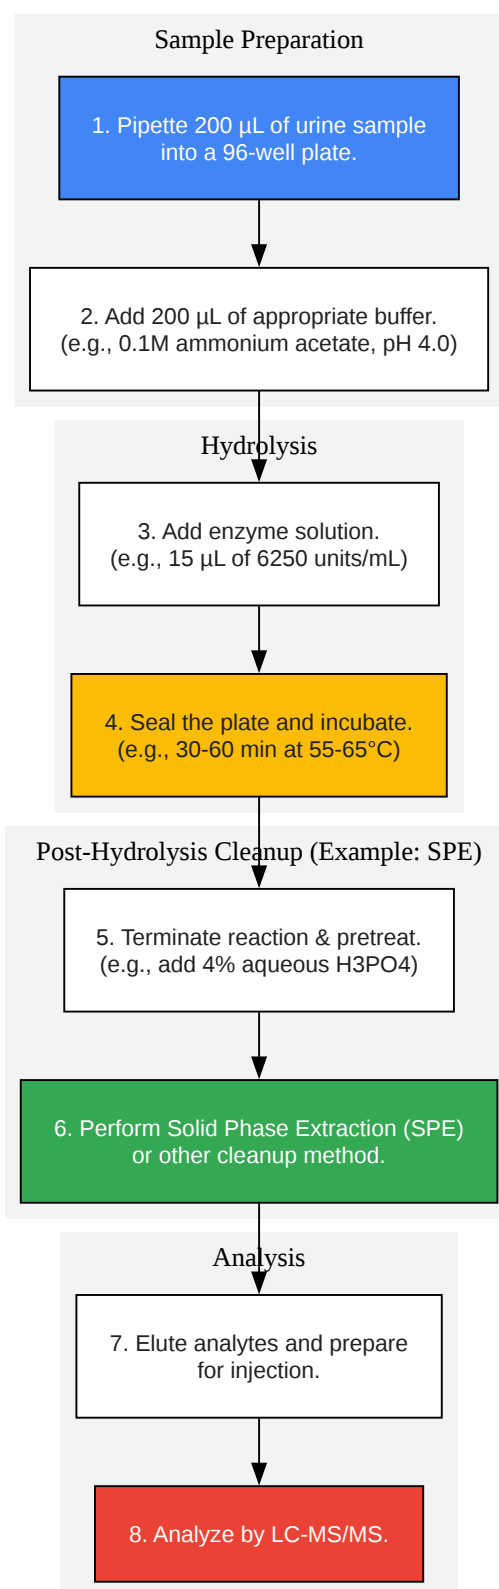 Sample Preparation
1. Pipette 200 µL of urine sample
into a 96-well plate.
2. Add 200 µL of appropriate buffer.
(e.g., 0.1M ammonium acetate, pH 4.0)
Hydrolysis
3. Add enzyme solution.
(e.g., 15 µL of 6250 units/mL)
4. Seal the plate and incubate.
(e.g., 30-60 min at 55-65°C)
Post-Hydrolysis Cleanup (Example: SPE)
5. Terminate reaction & pretreat.
(e.g., add 4% aqueous H3PO4)
6. Perform Solid Phase Extraction (SPE)
or other cleanup method.
Analysis
7. Elute analytes and prepare
for injection.
8. Analyze by LC-MS/MS.